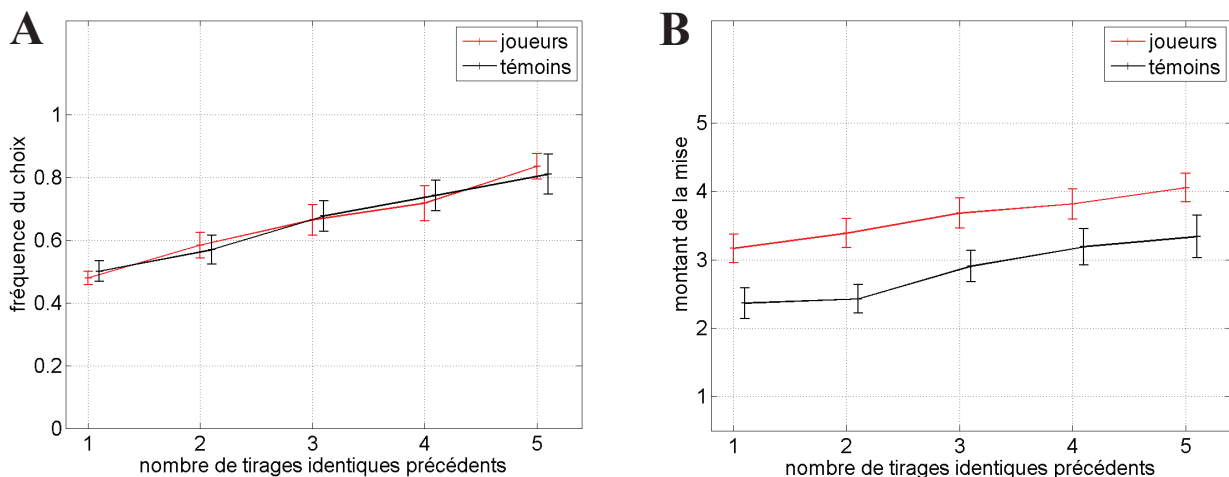 A
joueurs
témoins
fréquence du choix
1
0.8
0.6
0.4
0.2
0
1 2 3 4 5
nombre de tirages identiques précédents
B
joueurs
témoins
montant de la mise
5
4
3
2
1
1 2 3 4 5
nombre de tirages identiques précédents